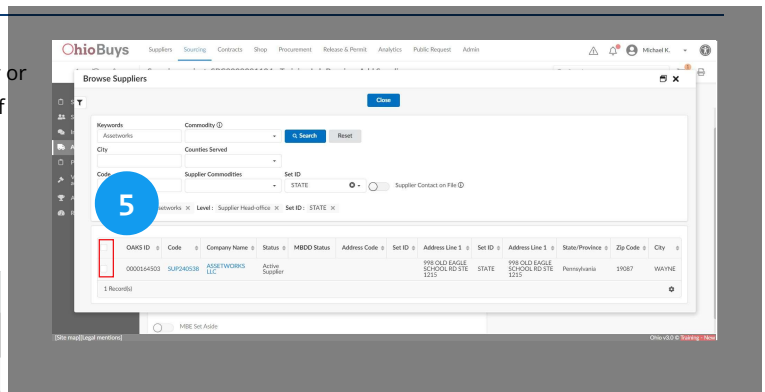 or
f
OhioBuys Suppliers Sourcing Contracts Shop Procurement Release & Permit Analytics Public Request Admin Michael K.
Browse Suppliers
Close
Keywords Commodity
Assetworks Search Reset
City Counties Served
Code Supplier Commodities Set ID
STATE Supplier Contact on File
5
etworks × Level : Supplier Head-office × Set ID : STATE ×
OAKS ID Code Company Name Status MBDD Status Address Code Set ID Address Line 1 Set ID Address Line 1 State/Province Zip Code City
0000164503 SUP240538 ASSETWORKS LLC Active Supplier 998 OLD EAGLE SCHOOL RD STE 1215 STATE 998 OLD EAGLE SCHOOL RD STE 1215 Pennsylvania 19087 WAYNE
1 Record(s)
MBE Set Aside
[Site map][Legal mentions] Ohio v3.0 © Training - New